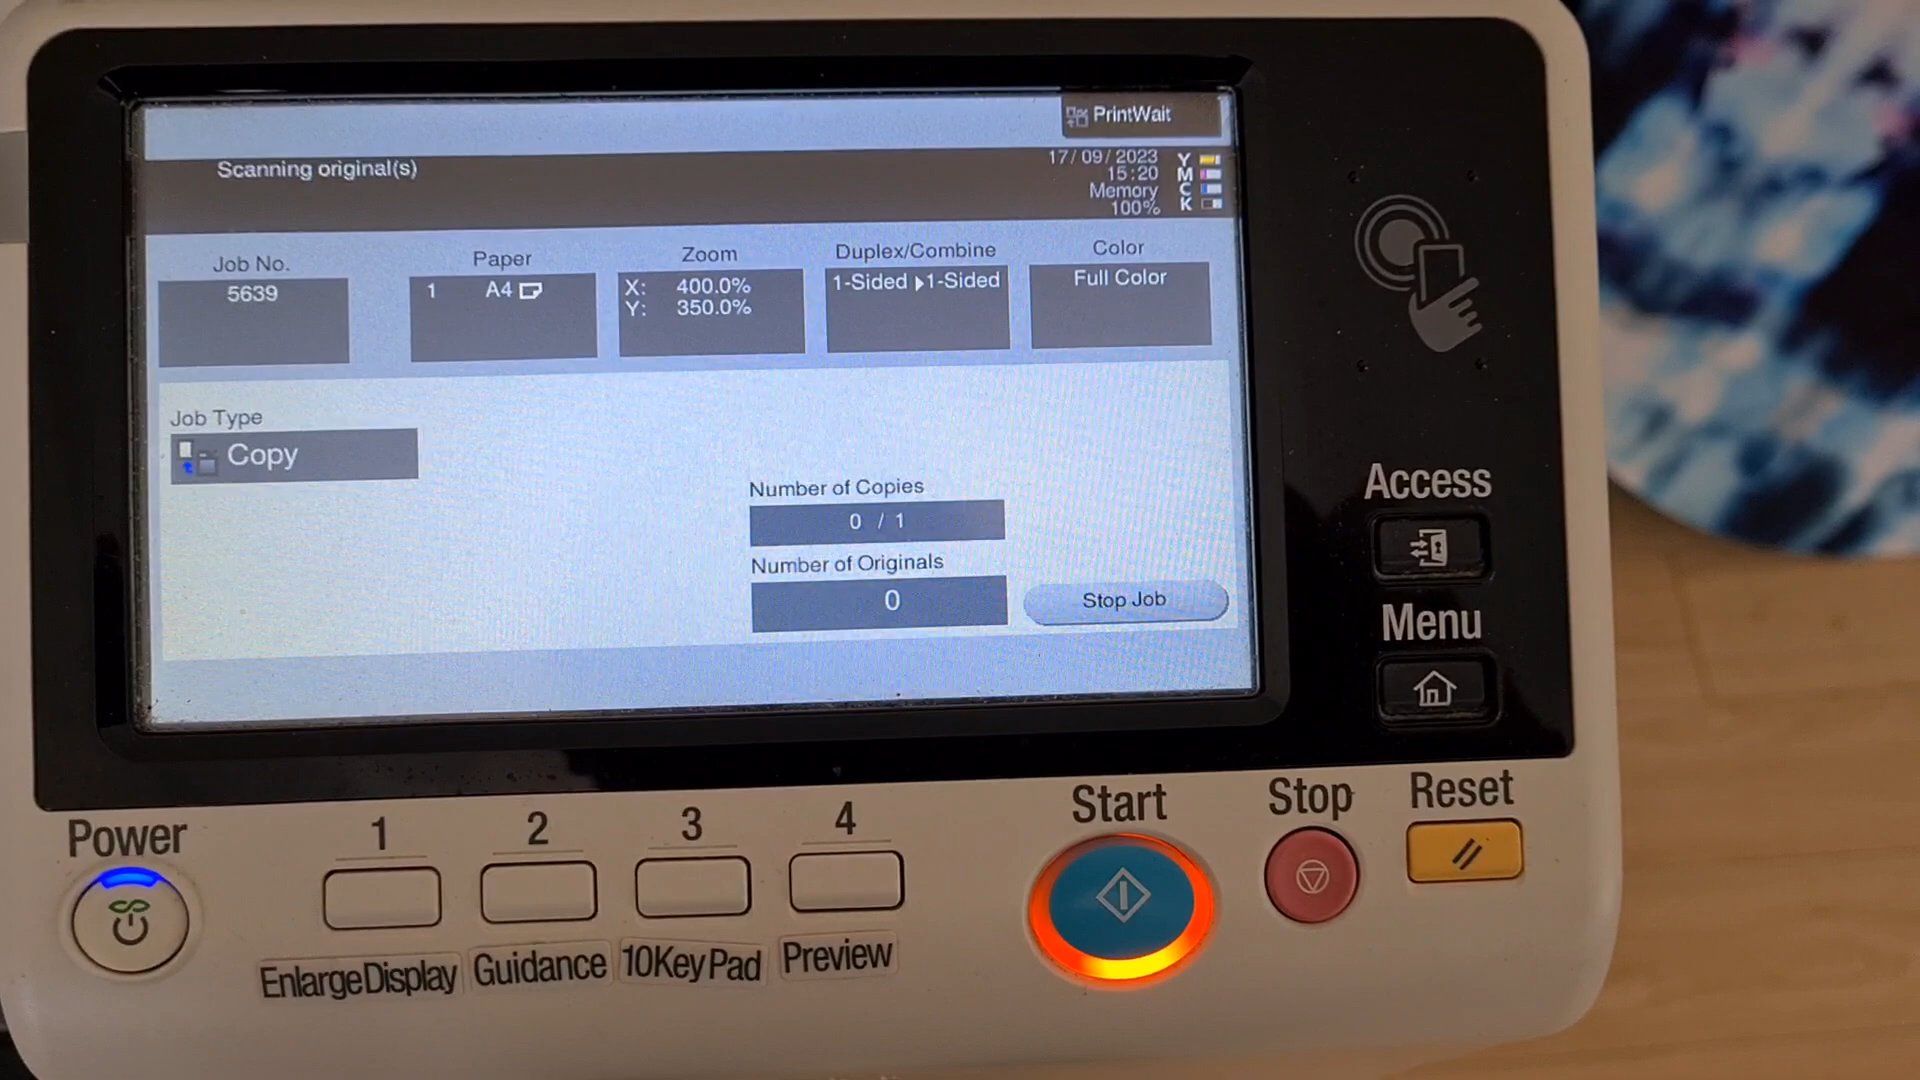 PrintWait
Scanning original(s)
17/09/2023
15:20
Memory
100%
Y
M
C
K
Job No.
5639
Paper
1 A4
Zoom
X: 400.0%
Y: 350.0%
Duplex/Combine
1-Sided ▶1-Sided
Color
Full Color
Job Type
Copy
Number of Copies
0 / 1
Number of Originals
0
Stop Job
Access
Menu
Power
1
2
3
4
Start
Stop
Reset
EnlargeDisplay
Guidance
10KeyPad
Preview